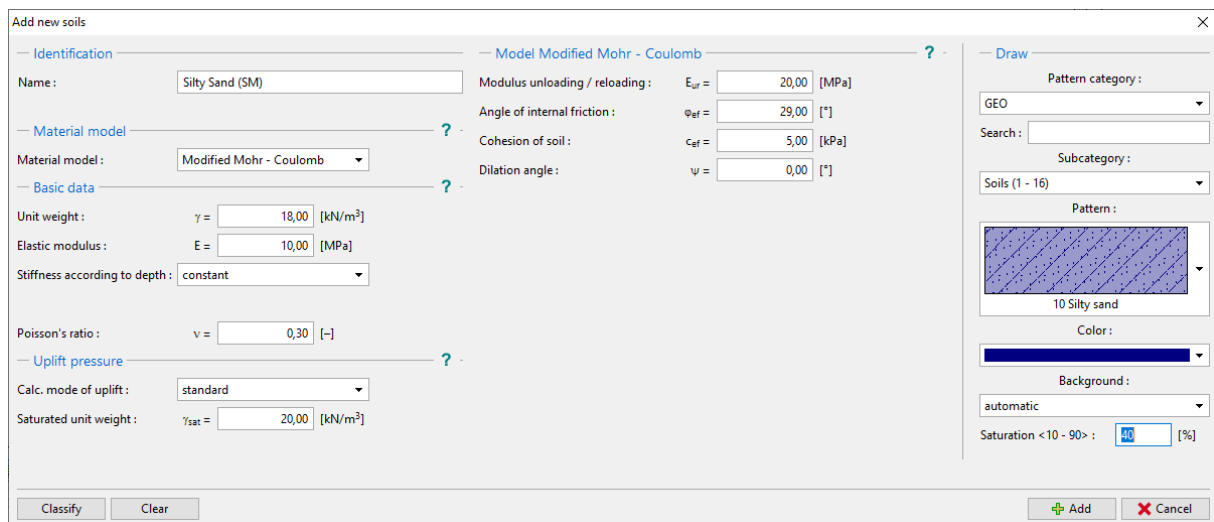 Add new soils
Identification
Name :
Silty Sand (SM)
Material model
?
Material model :
Modified Mohr - Coulomb
Basic data
?
Unit weight :
γ =
18,00
[kN/m³]
Elastic modulus :
E =
10,00
[MPa]
Stiffness according to depth :
constant
Poisson's ratio :
ν =
0,30
[–]
Uplift pressure
?
Calc. mode of uplift :
standard
Saturated unit weight :
γsat =
20,00
[kN/m³]
Model Modified Mohr - Coulomb
?
Modulus unloading / reloading :
Eur =
20,00
[MPa]
Angle of internal friction :
φef =
29,00
[°]
Cohesion of soil :
cef =
5,00
[kPa]
Dilation angle :
ψ =
0,00
[°]
Draw
Pattern category :
GEO
Search :
Subcategory :
Soils (1 - 16)
Pattern :
10 Silty sand
Color :
Background :
automatic
Saturation <10 - 90> :
40
[%]
Classify
Clear
Add
Cancel